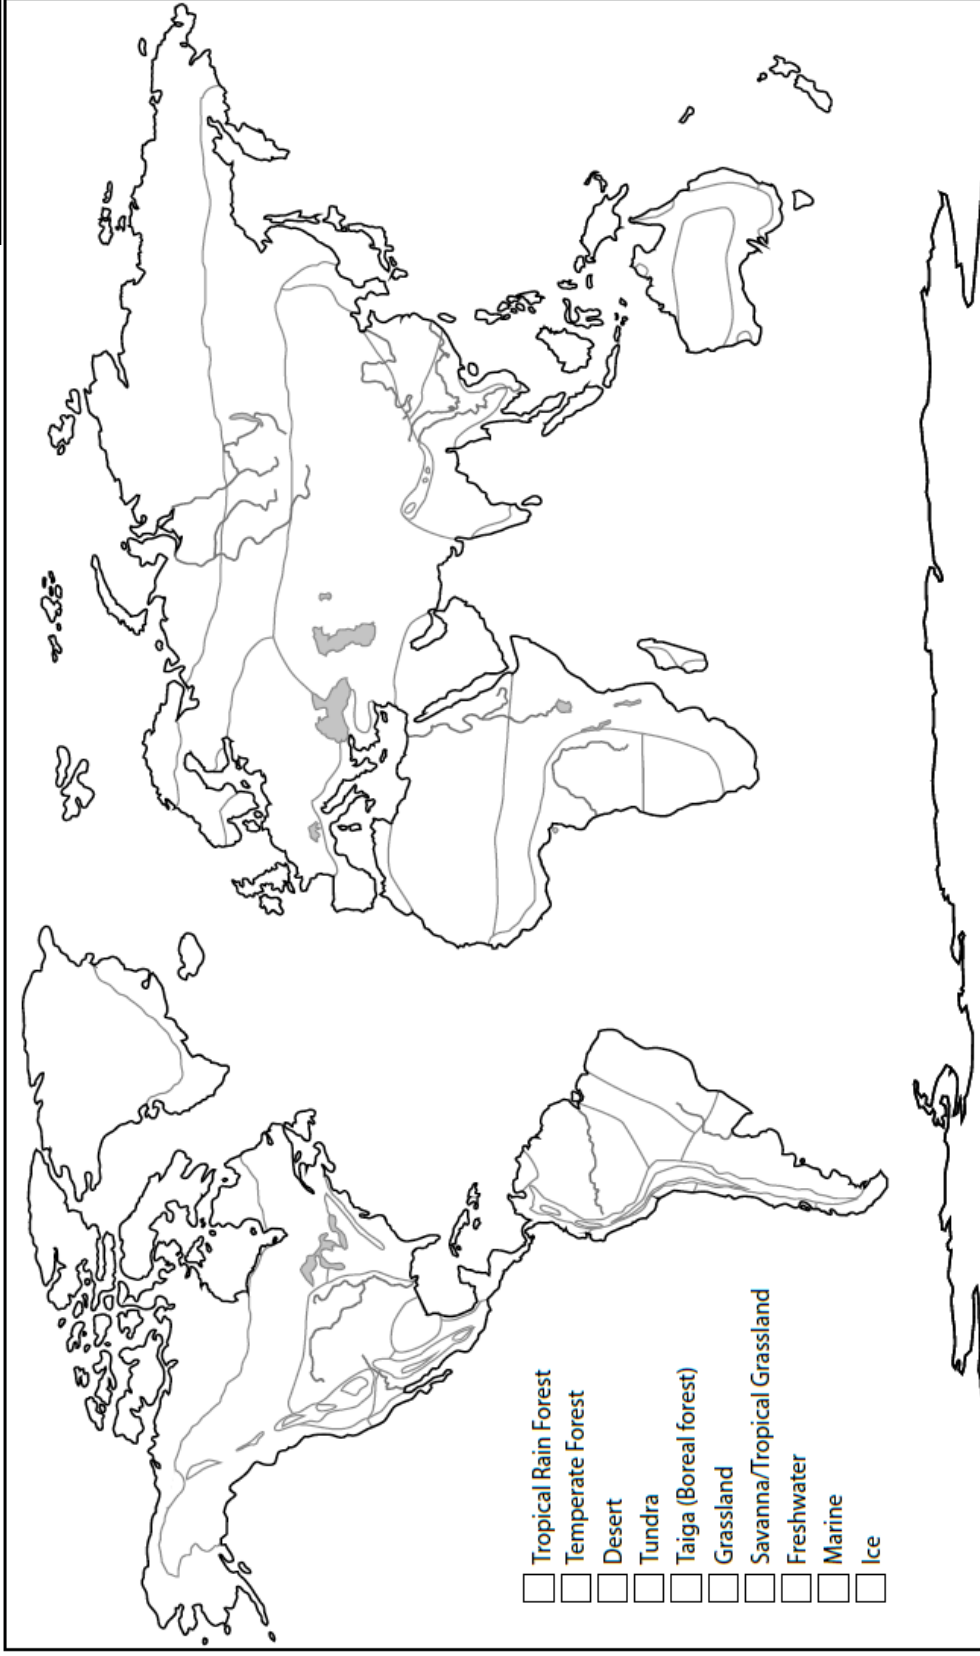 Tropical Rain Forest
Temperate Forest
Desert
Tundra
Taiga (Boreal forest)
Grassland
Savanna/Tropical Grassland
Freshwater
Marine
Ice